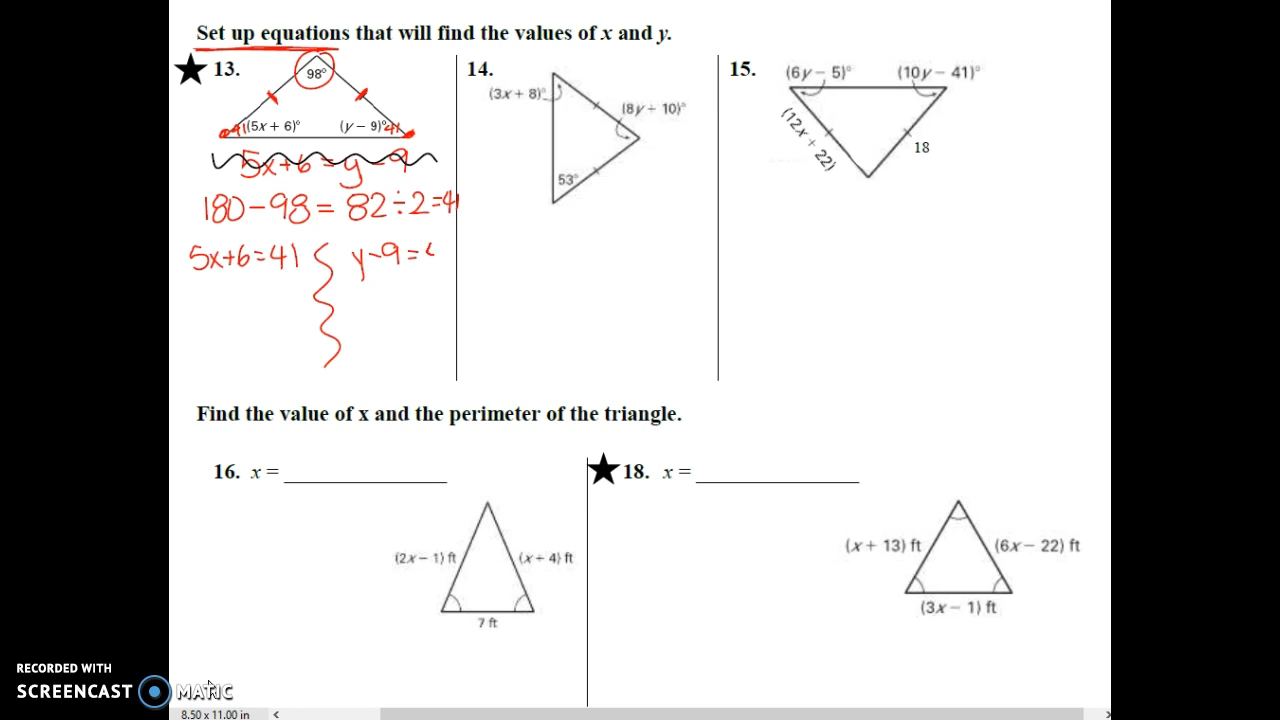 Set up equations that will find the values of x and y.
13.
98°
41 (5x + 6)° (y − 9)° 41
5x+6 = y − 9
180 − 98 = 82 ÷ 2 = 41
5x+6=41 y−9=
14.
(3x + 8)°
(8y + 10)°
53°
15.
(6y − 5)° (10y − 41)°
(12x + 22)
18
Find the value of x and the perimeter of the triangle.
16. x =
(2x − 1) ft (x + 4) ft
7 ft
18. x =
(x + 13) ft (6x − 22) ft
(3x − 1) ft
RECORDED WITH
SCREENCAST MATIC
8.50 x 11.00 in